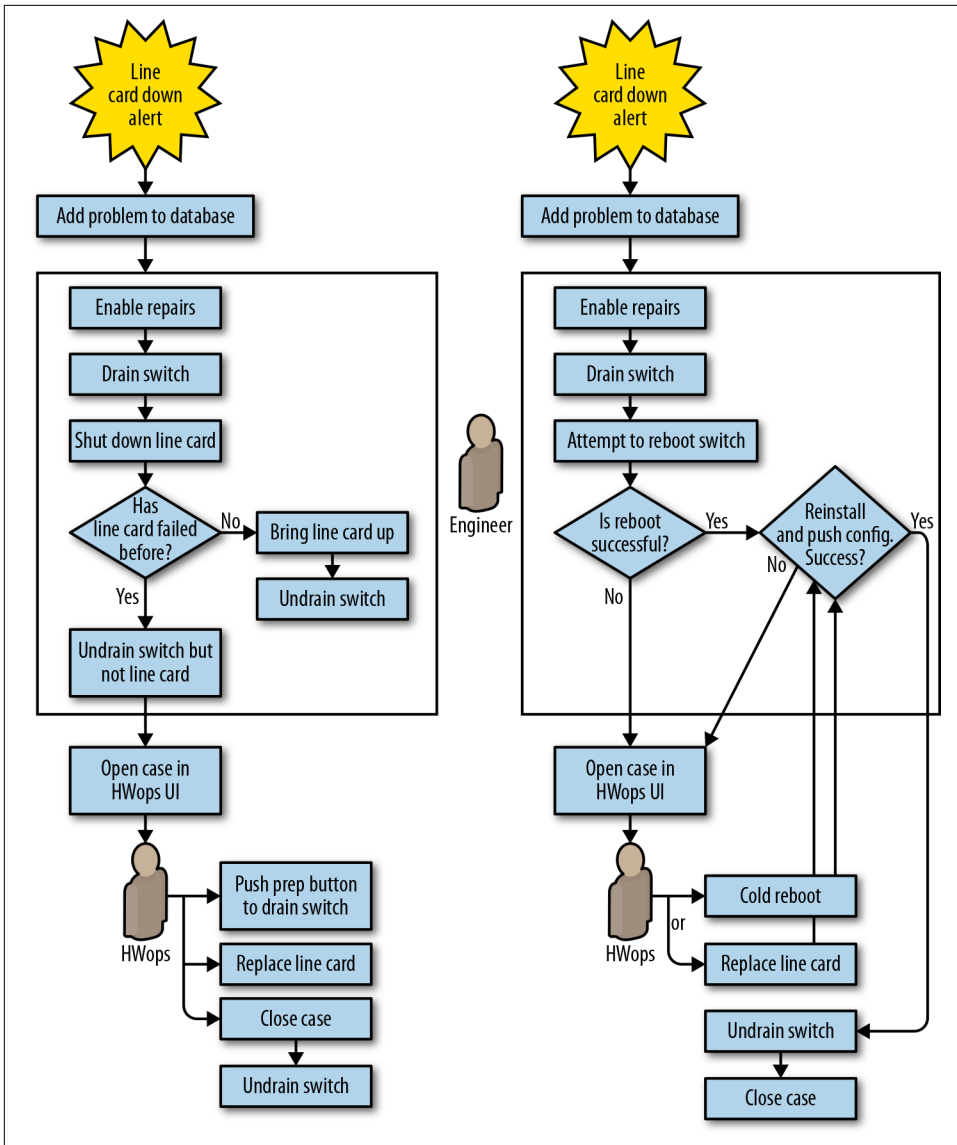 Line
card down
alert
Add problem to database
Enable repairs
Drain switch
Shut down line card
Has
line card failed
before?
No
Bring line card up
Undrain switch
Yes
Undrain switch but
not line card
Open case in
HWops UI
HWops
Push prep button
to drain switch
Replace line card
Close case
Undrain switch
Engineer
Line
card down
alert
Add problem to database
Enable repairs
Drain switch
Attempt to reboot switch
Is reboot
successful?
Yes
No
Reinstall
and push config.
Success?
Yes
No
Open case in
HWops UI
HWops
or
Cold reboot
Replace line card
Undrain switch
Close case